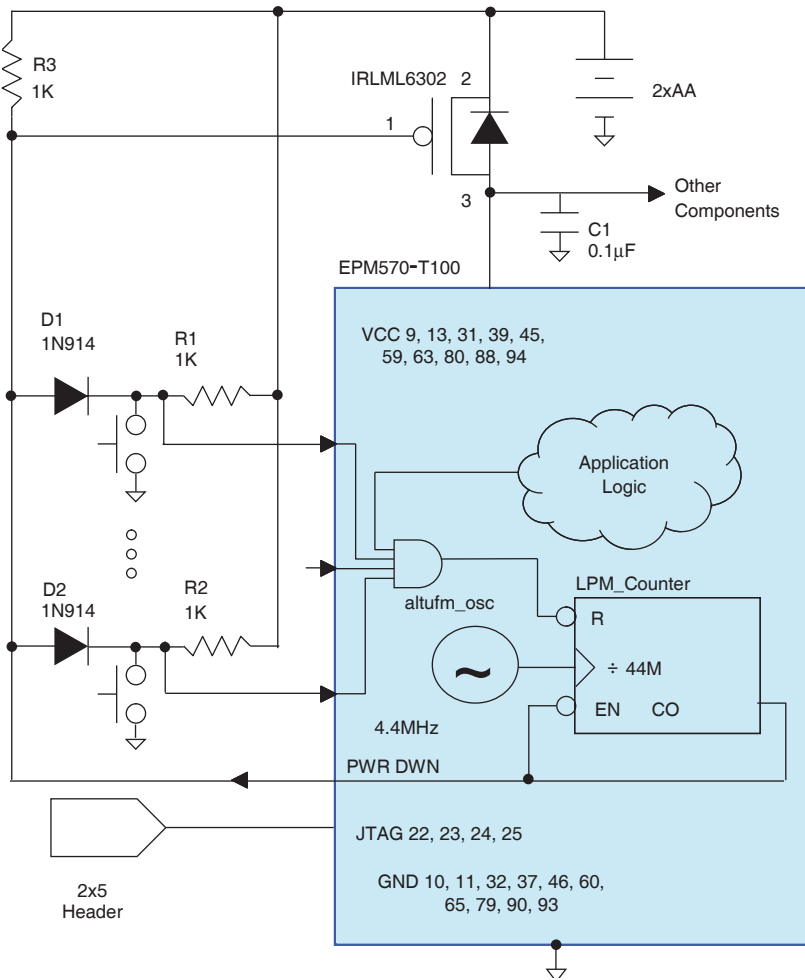 R3
1K
IRLML6302
2
1
3
2xAA
Other
Components
C1
0.1µF
EPM570-T100
VCC 9, 13, 31, 39, 45,
59, 63, 80, 88, 94
D1
1N914
R1
1K
Application
Logic
D2
1N914
R2
1K
altufm_osc
LPM_Counter
R
~
÷ 44M
EN CO
4.4MHz
PWR DWN
JTAG 22, 23, 24, 25
2x5
Header
GND 10, 11, 32, 37, 46, 60,
65, 79, 90, 93